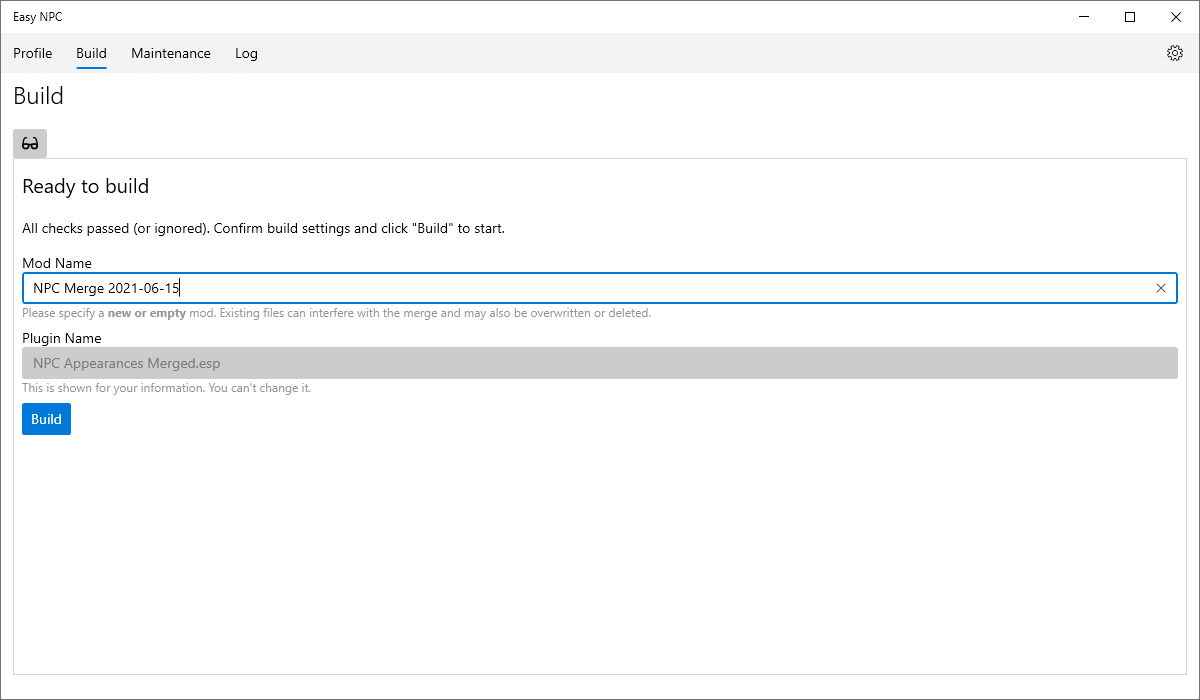 Easy NPC
Profile Build Maintenance Log
Build
Ready to build
All checks passed (or ignored). Confirm build settings and click "Build" to start.
Mod Name
NPC Merge 2021-06-15
Please specify a new or empty mod. Existing files can interfere with the merge and may also be overwritten or deleted.
Plugin Name
NPC Appearances Merged.esp
This is shown for your information. You can't change it.
Build